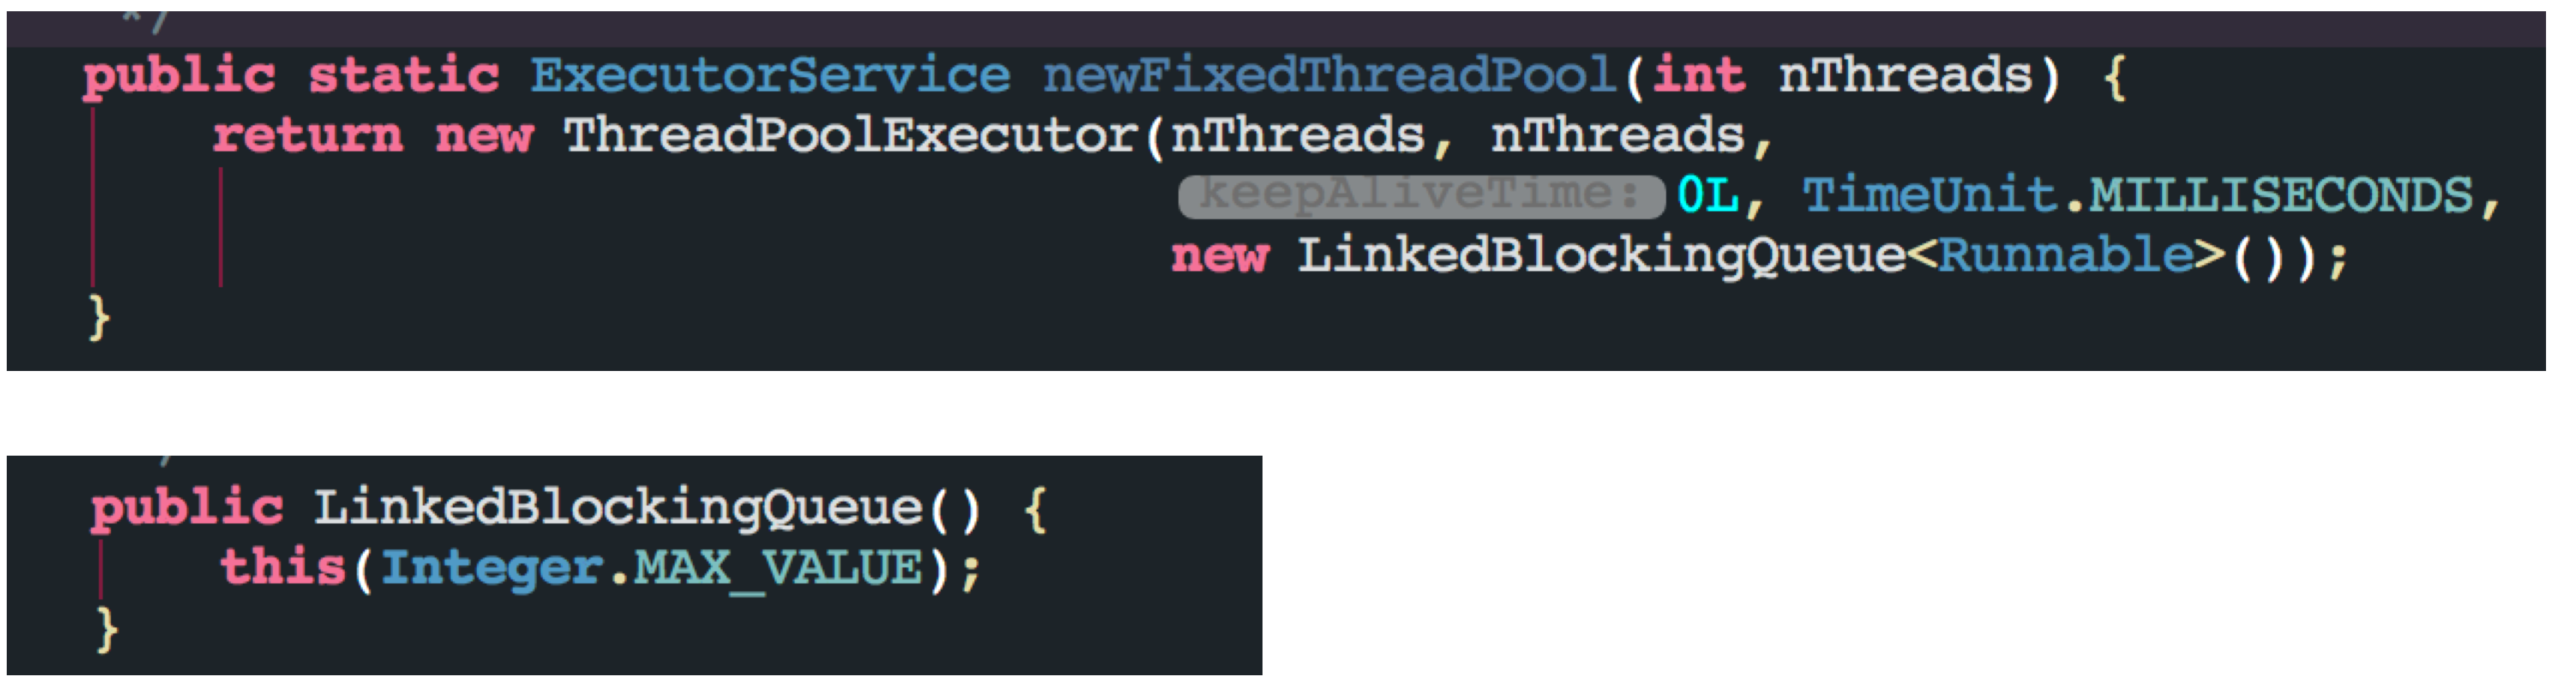 */
public static ExecutorService newFixedThreadPool(int nThreads) {
return new ThreadPoolExecutor(nThreads, nThreads,
keepAliveTime: 0L, TimeUnit.MILLISECONDS,
new LinkedBlockingQueue<Runnable>());
}
public LinkedBlockingQueue() {
this(Integer.MAX_VALUE);
}